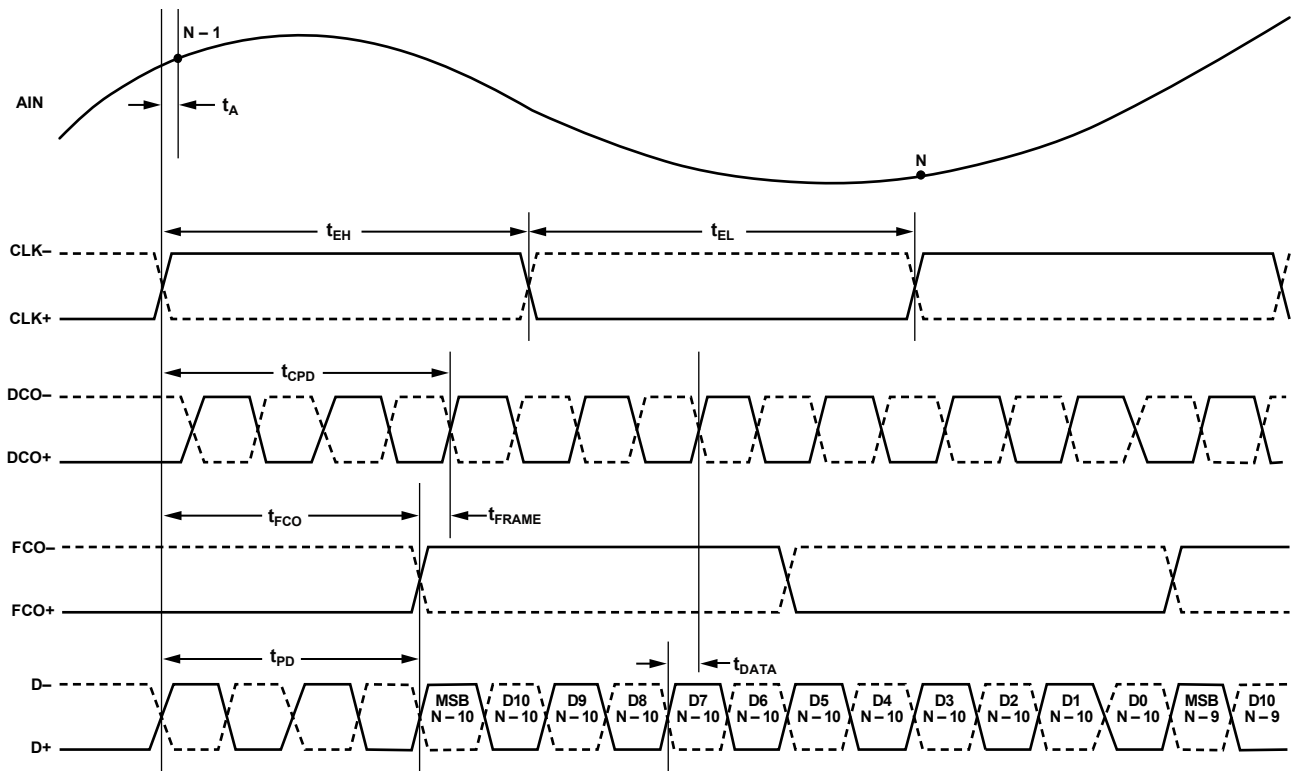 N – 1
AIN
tA
N
tEH
tEL
CLK–
CLK+
tCPD
DCO–
DCO+
tFCO
tFRAME
FCO–
FCO+
tPD
tDATA
D–
D+
MSB D10 D9 D8 D7 D6 D5 D4 D3 D2 D1 D0 MSB D10
N – 10 N – 10 N – 10 N – 10 N – 10 N – 10 N – 10 N – 10 N – 10 N – 10 N – 10 N – 10 N – 9 N – 9